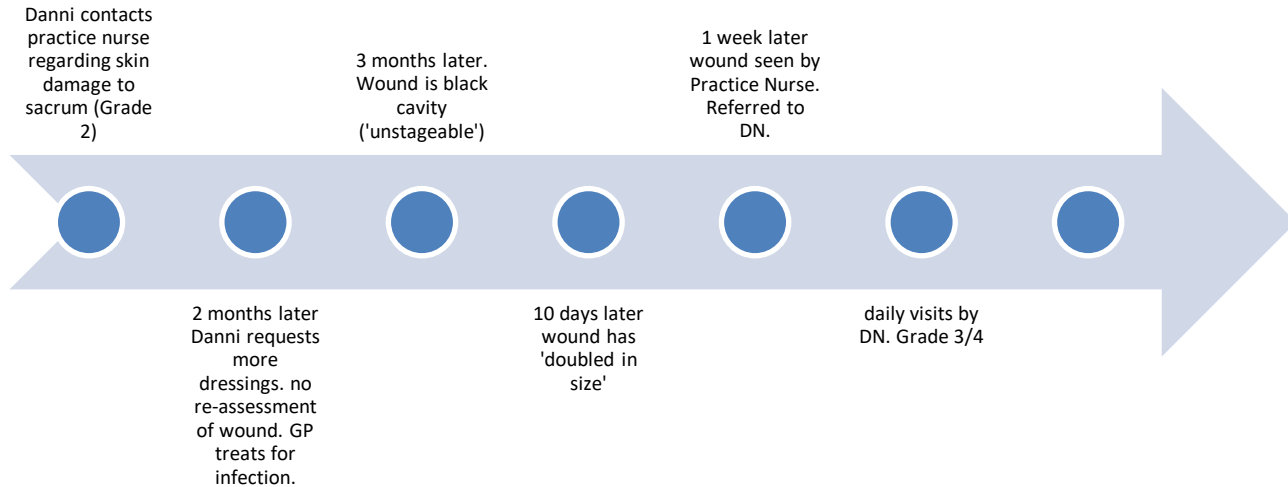 Danni contacts
practice nurse
regarding skin
damage to
sacrum (Grade
2)
2 months later
Danni requests
more
dressings. no
re-assessment
of wound. GP
treats for
infection.
3 months later.
Wound is black
cavity
('unstageable')
10 days later
wound has
'doubled in
size'
1 week later
wound seen by
Practice Nurse.
Referred to
DN.
daily visits by
DN. Grade 3/4